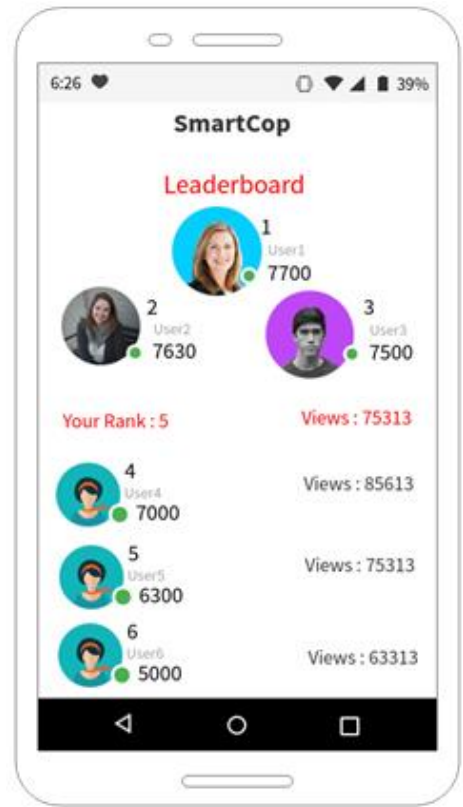 6:26
39%
SmartCop
Leaderboard
1
User1
7700
2
User2
7630
3
User3
7500
Your Rank : 5
Views : 75313
4
User4
7000
Views : 85613
5
User5
6300
Views : 75313
6
User6
5000
Views : 63313